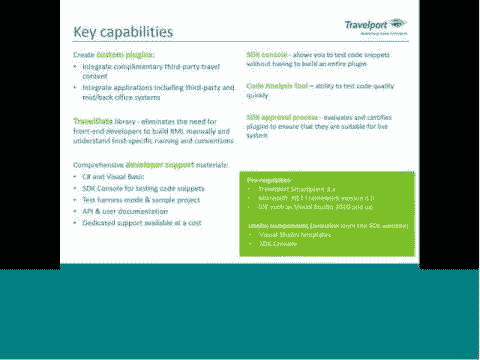 Key capabilities
Travelport
Create custom plugins:
• Integrate complimentary third-party travel
content
• Integrate applications including third-party and
mid/back office systems
TravelData library - eliminates the need for
front-end developers to build XML manually and
understand host-specific naming and conventions
Comprehensive developer support materials:
• C# and Visual Basic
• SDK Console for testing code snippets
• Test harness mode & sample project
• API & user documentation
• Dedicated support available at a cost
SDK console - allows you to test code snippets
without having to build an entire plugin
Code Analysis Tool – ability to test code quality
quickly
SDK approval process - evaluates and certifies
plugins to ensure that they are suitable for live
system
Pre-requisites:
• Travelport Smartpoint
• Microsoft .NET Framework version
• IDE such as Visual Studio 2010 and up
(available from the SDK website)
• Visual Studio templates
• SDK Console